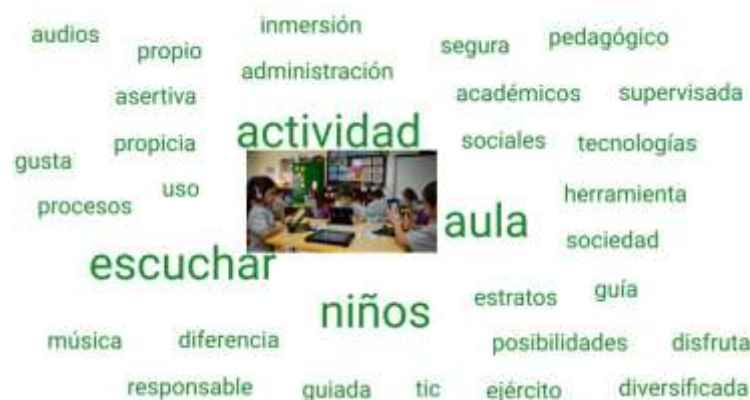 inmersión
audios
propio
segura
pedagógico
administración
asertiva
académicos
supervisada
actividad
propicia
sociales
tecnologías
gusta
uso
procesos
herramienta
aula
sociedad
escuchar
niños
estratos
guía
música
diferencia
posibilidades
disfruta
responsable
guiada
tic
ejército
diversificada